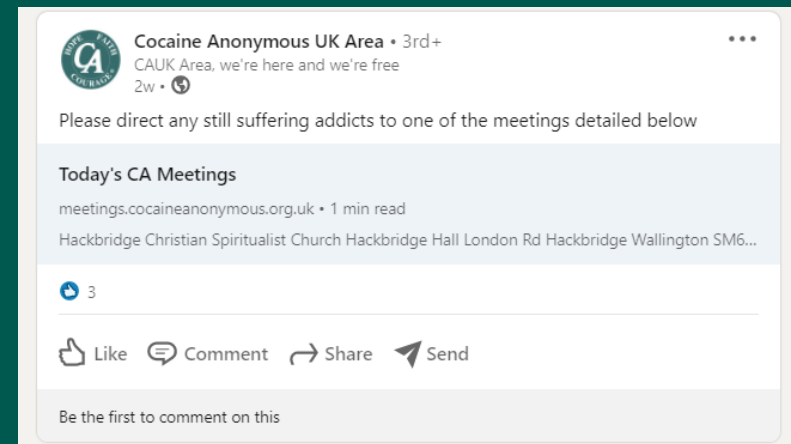 HOPE FAITH
CA
COURAGE
Cocaine Anonymous UK Area • 3rd+
CAUK Area, we're here and we're free
2w •
Please direct any still suffering addicts to one of the meetings detailed below
Today's CA Meetings
meetings.cocaineanonymous.org.uk • 1 min read
Hackbridge Christian Spiritualist Church Hackbridge Hall London Rd Hackbridge Wallington SM6...
3
Like Comment Share Send
Be the first to comment on this